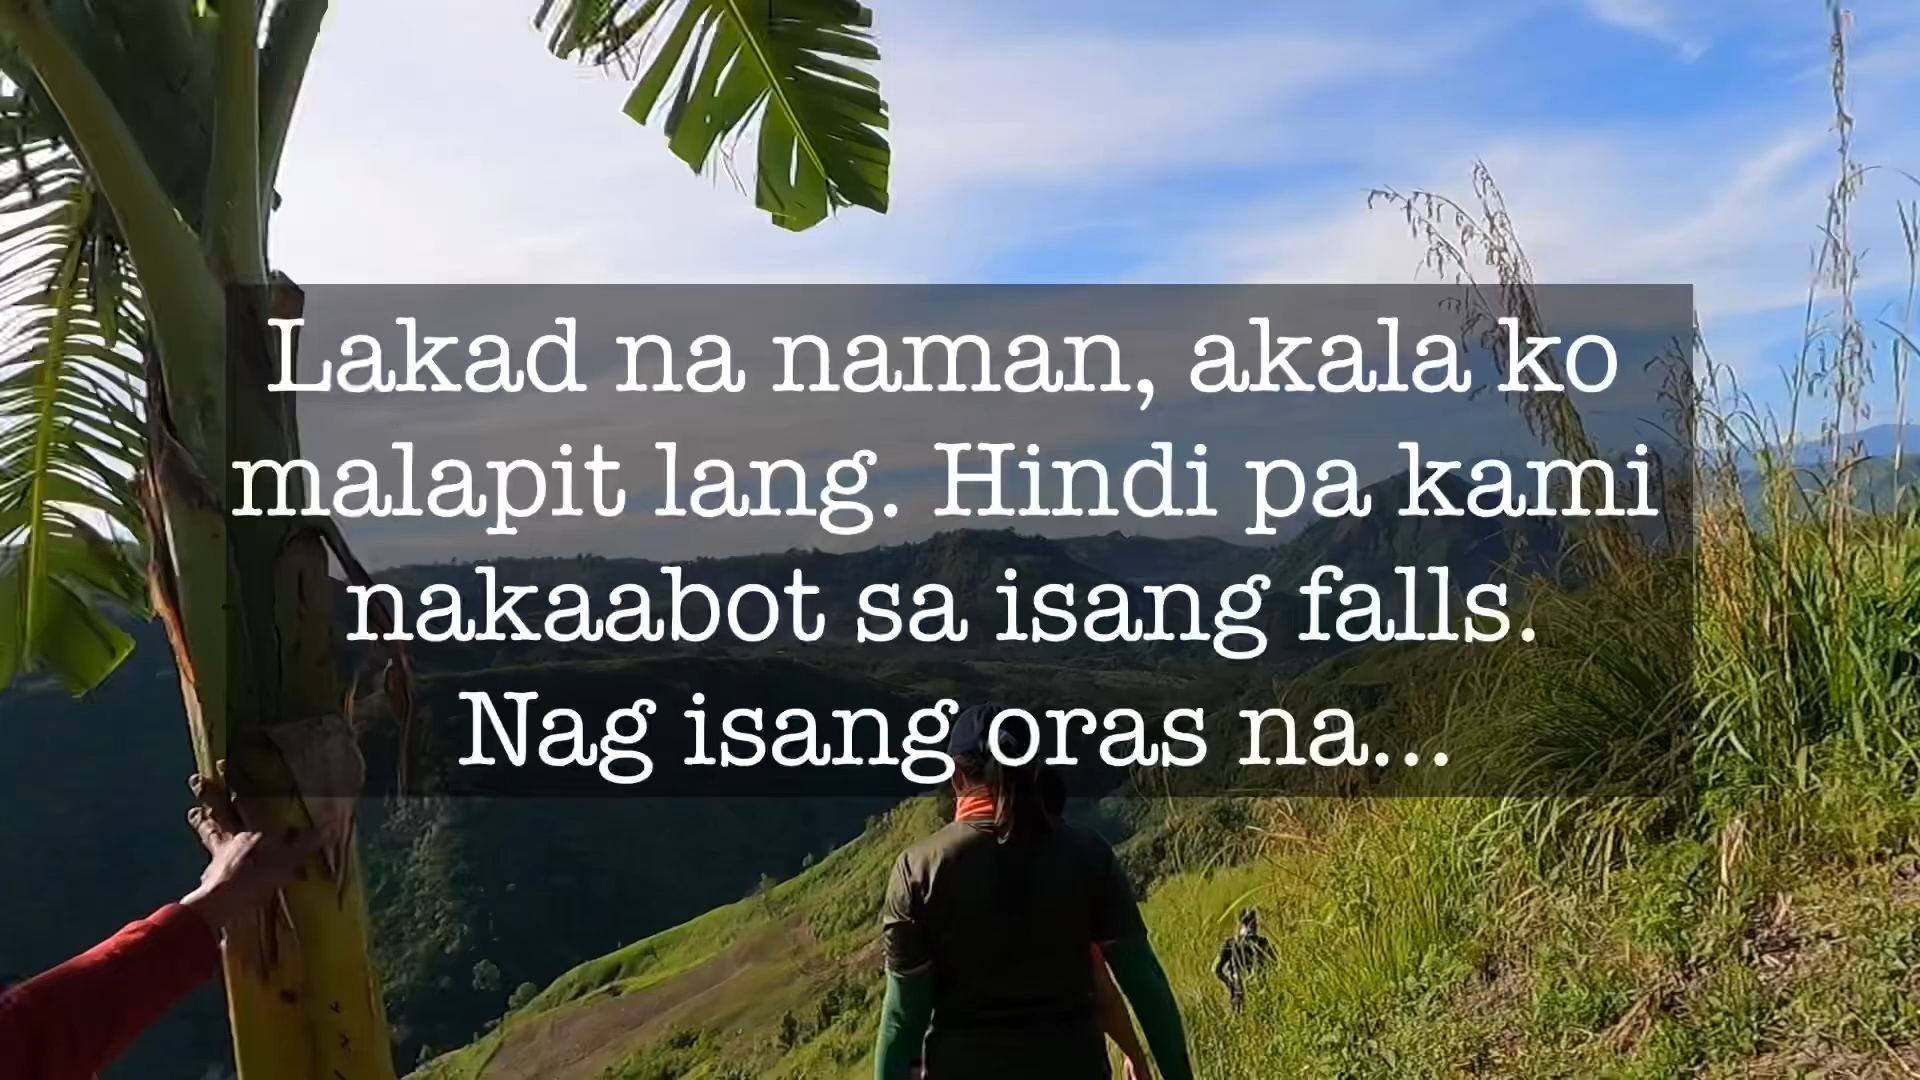 Lakad na naman, akala ko
malapit lang. Hindi pa kami
nakaabot sa isang falls.
Nag isang oras na...